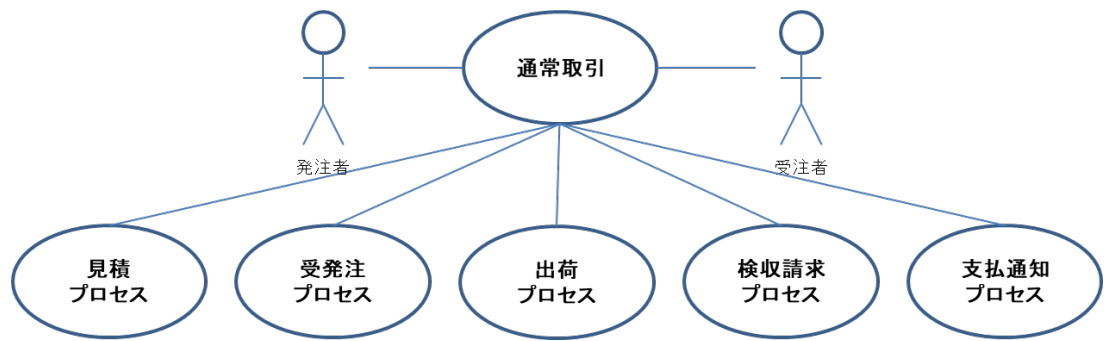 通常取引
発注者
受注者
見積
プロセス
受発注
プロセス
出荷
プロセス
検収請求
プロセス
支払通知
プロセス